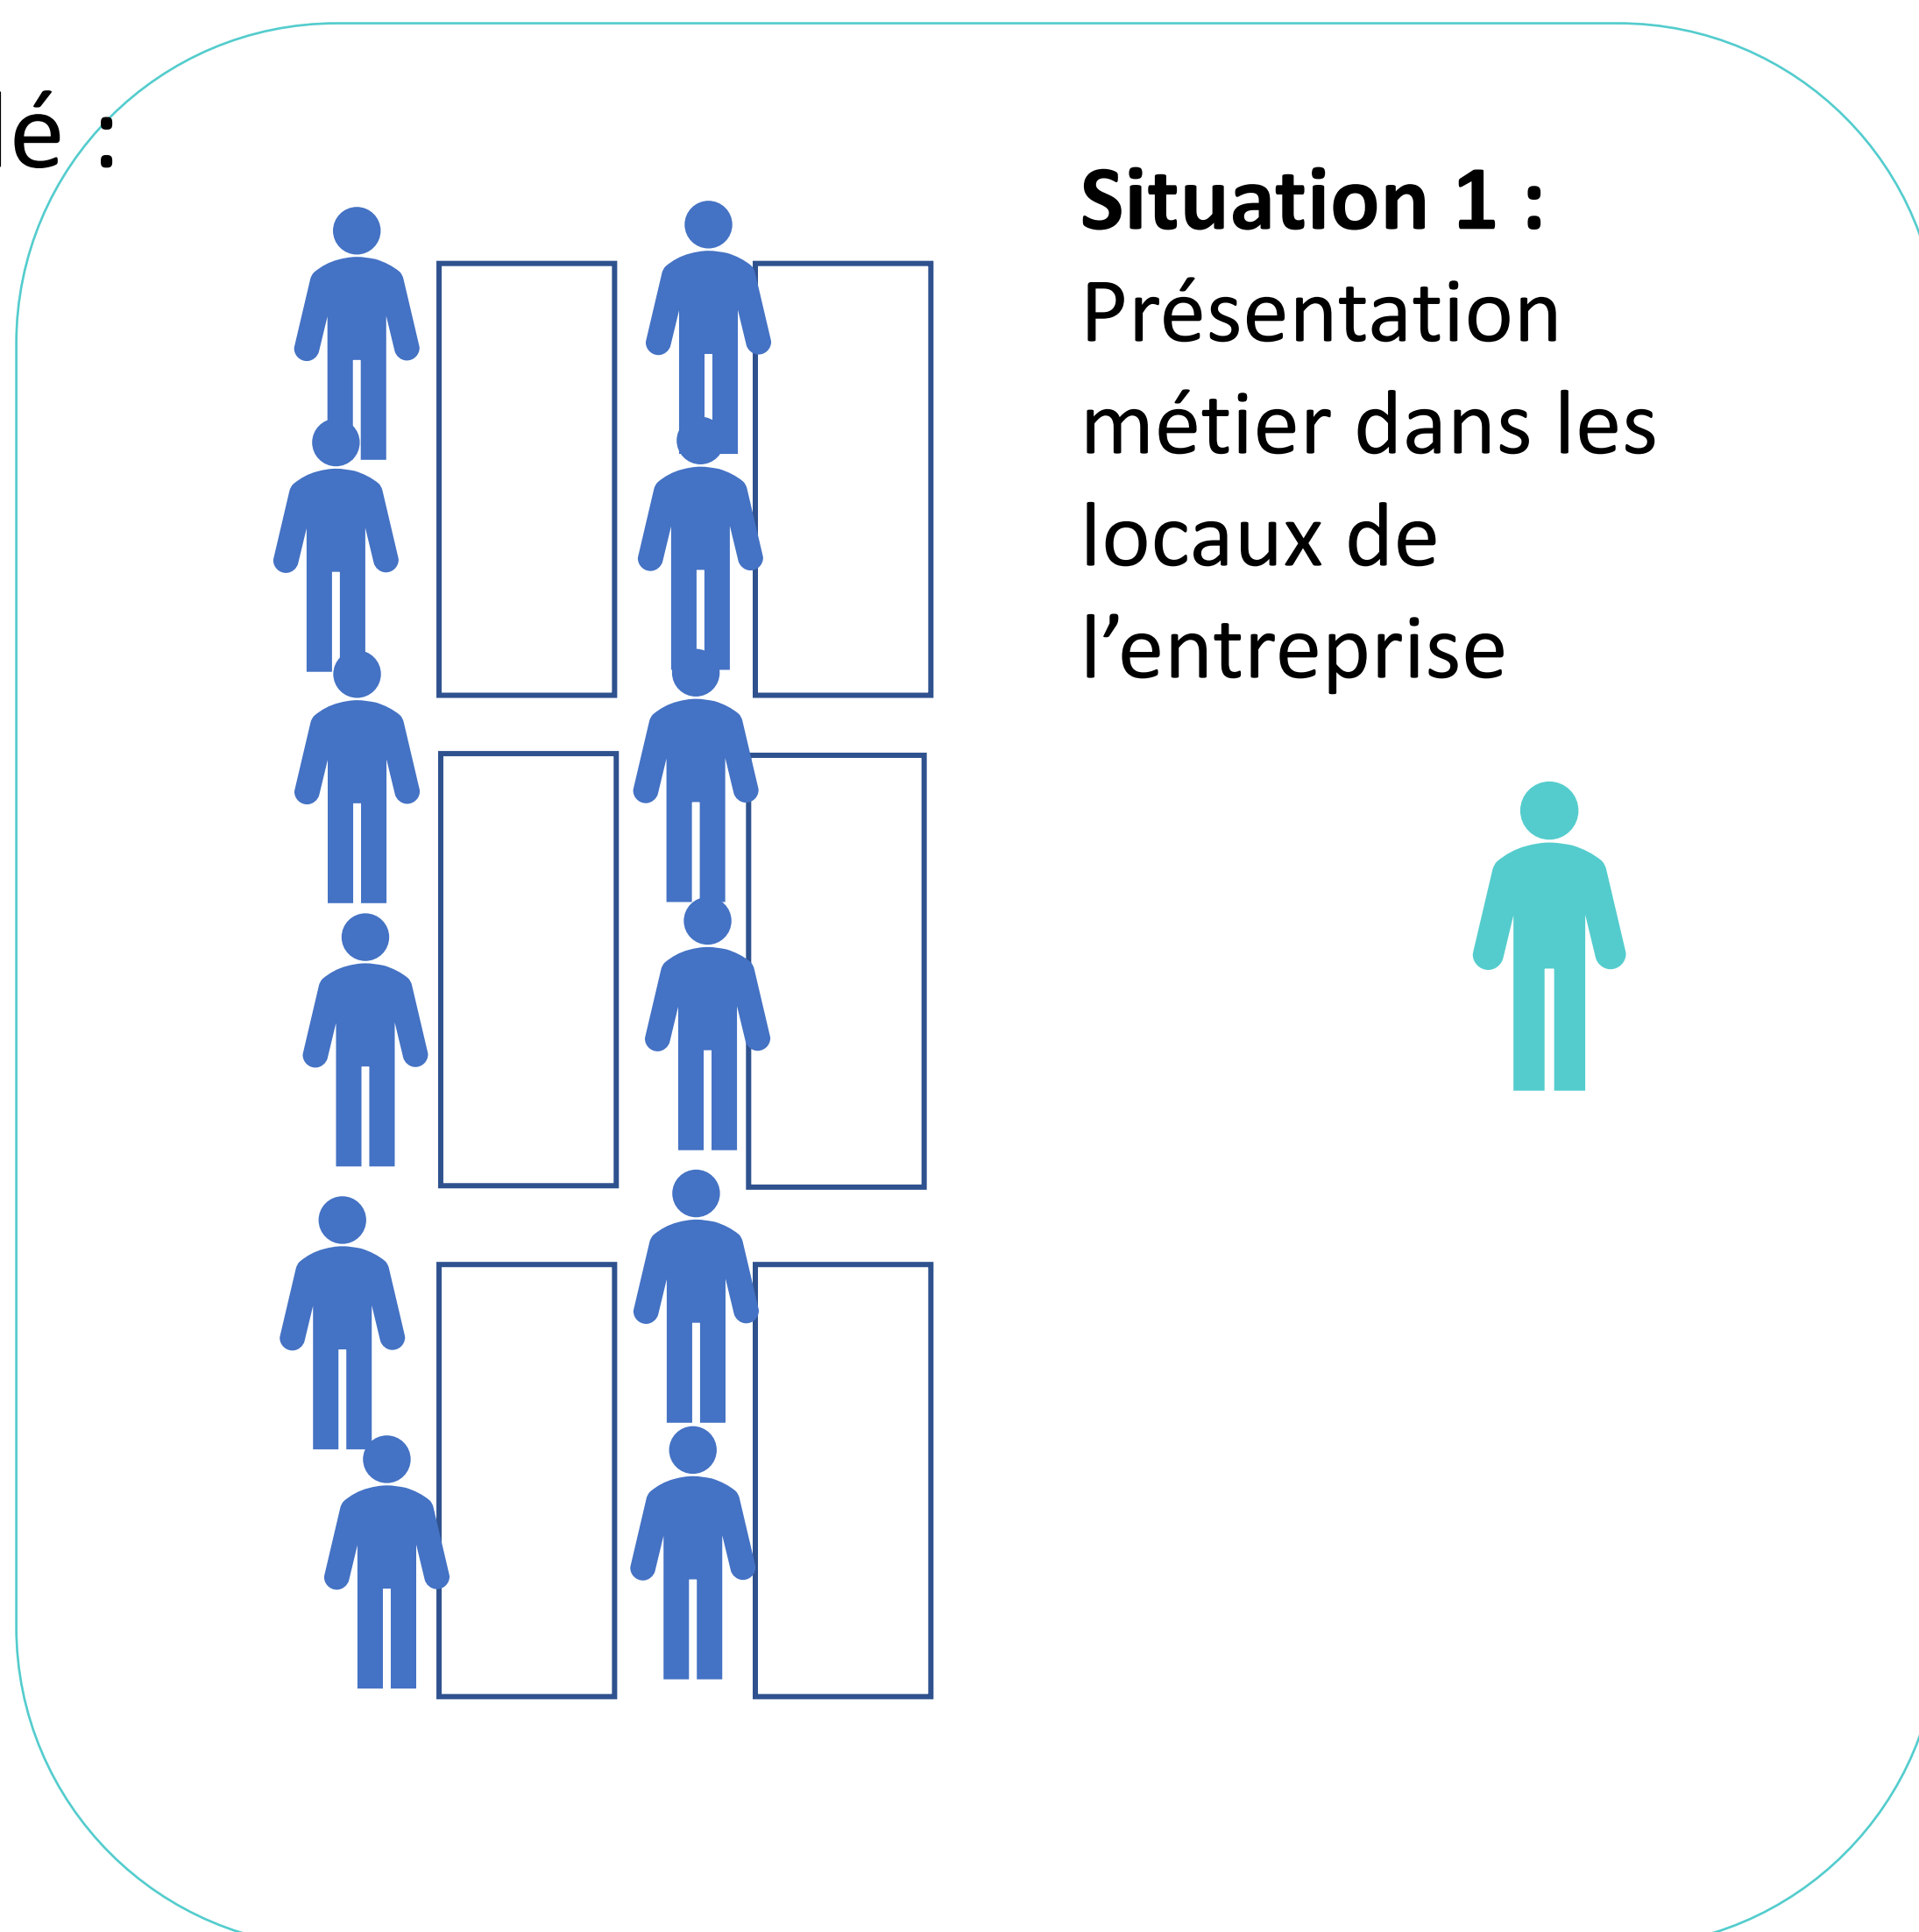 lé :
Situation 1 :
Présentation
métier dans les
locaux de
l’entreprise